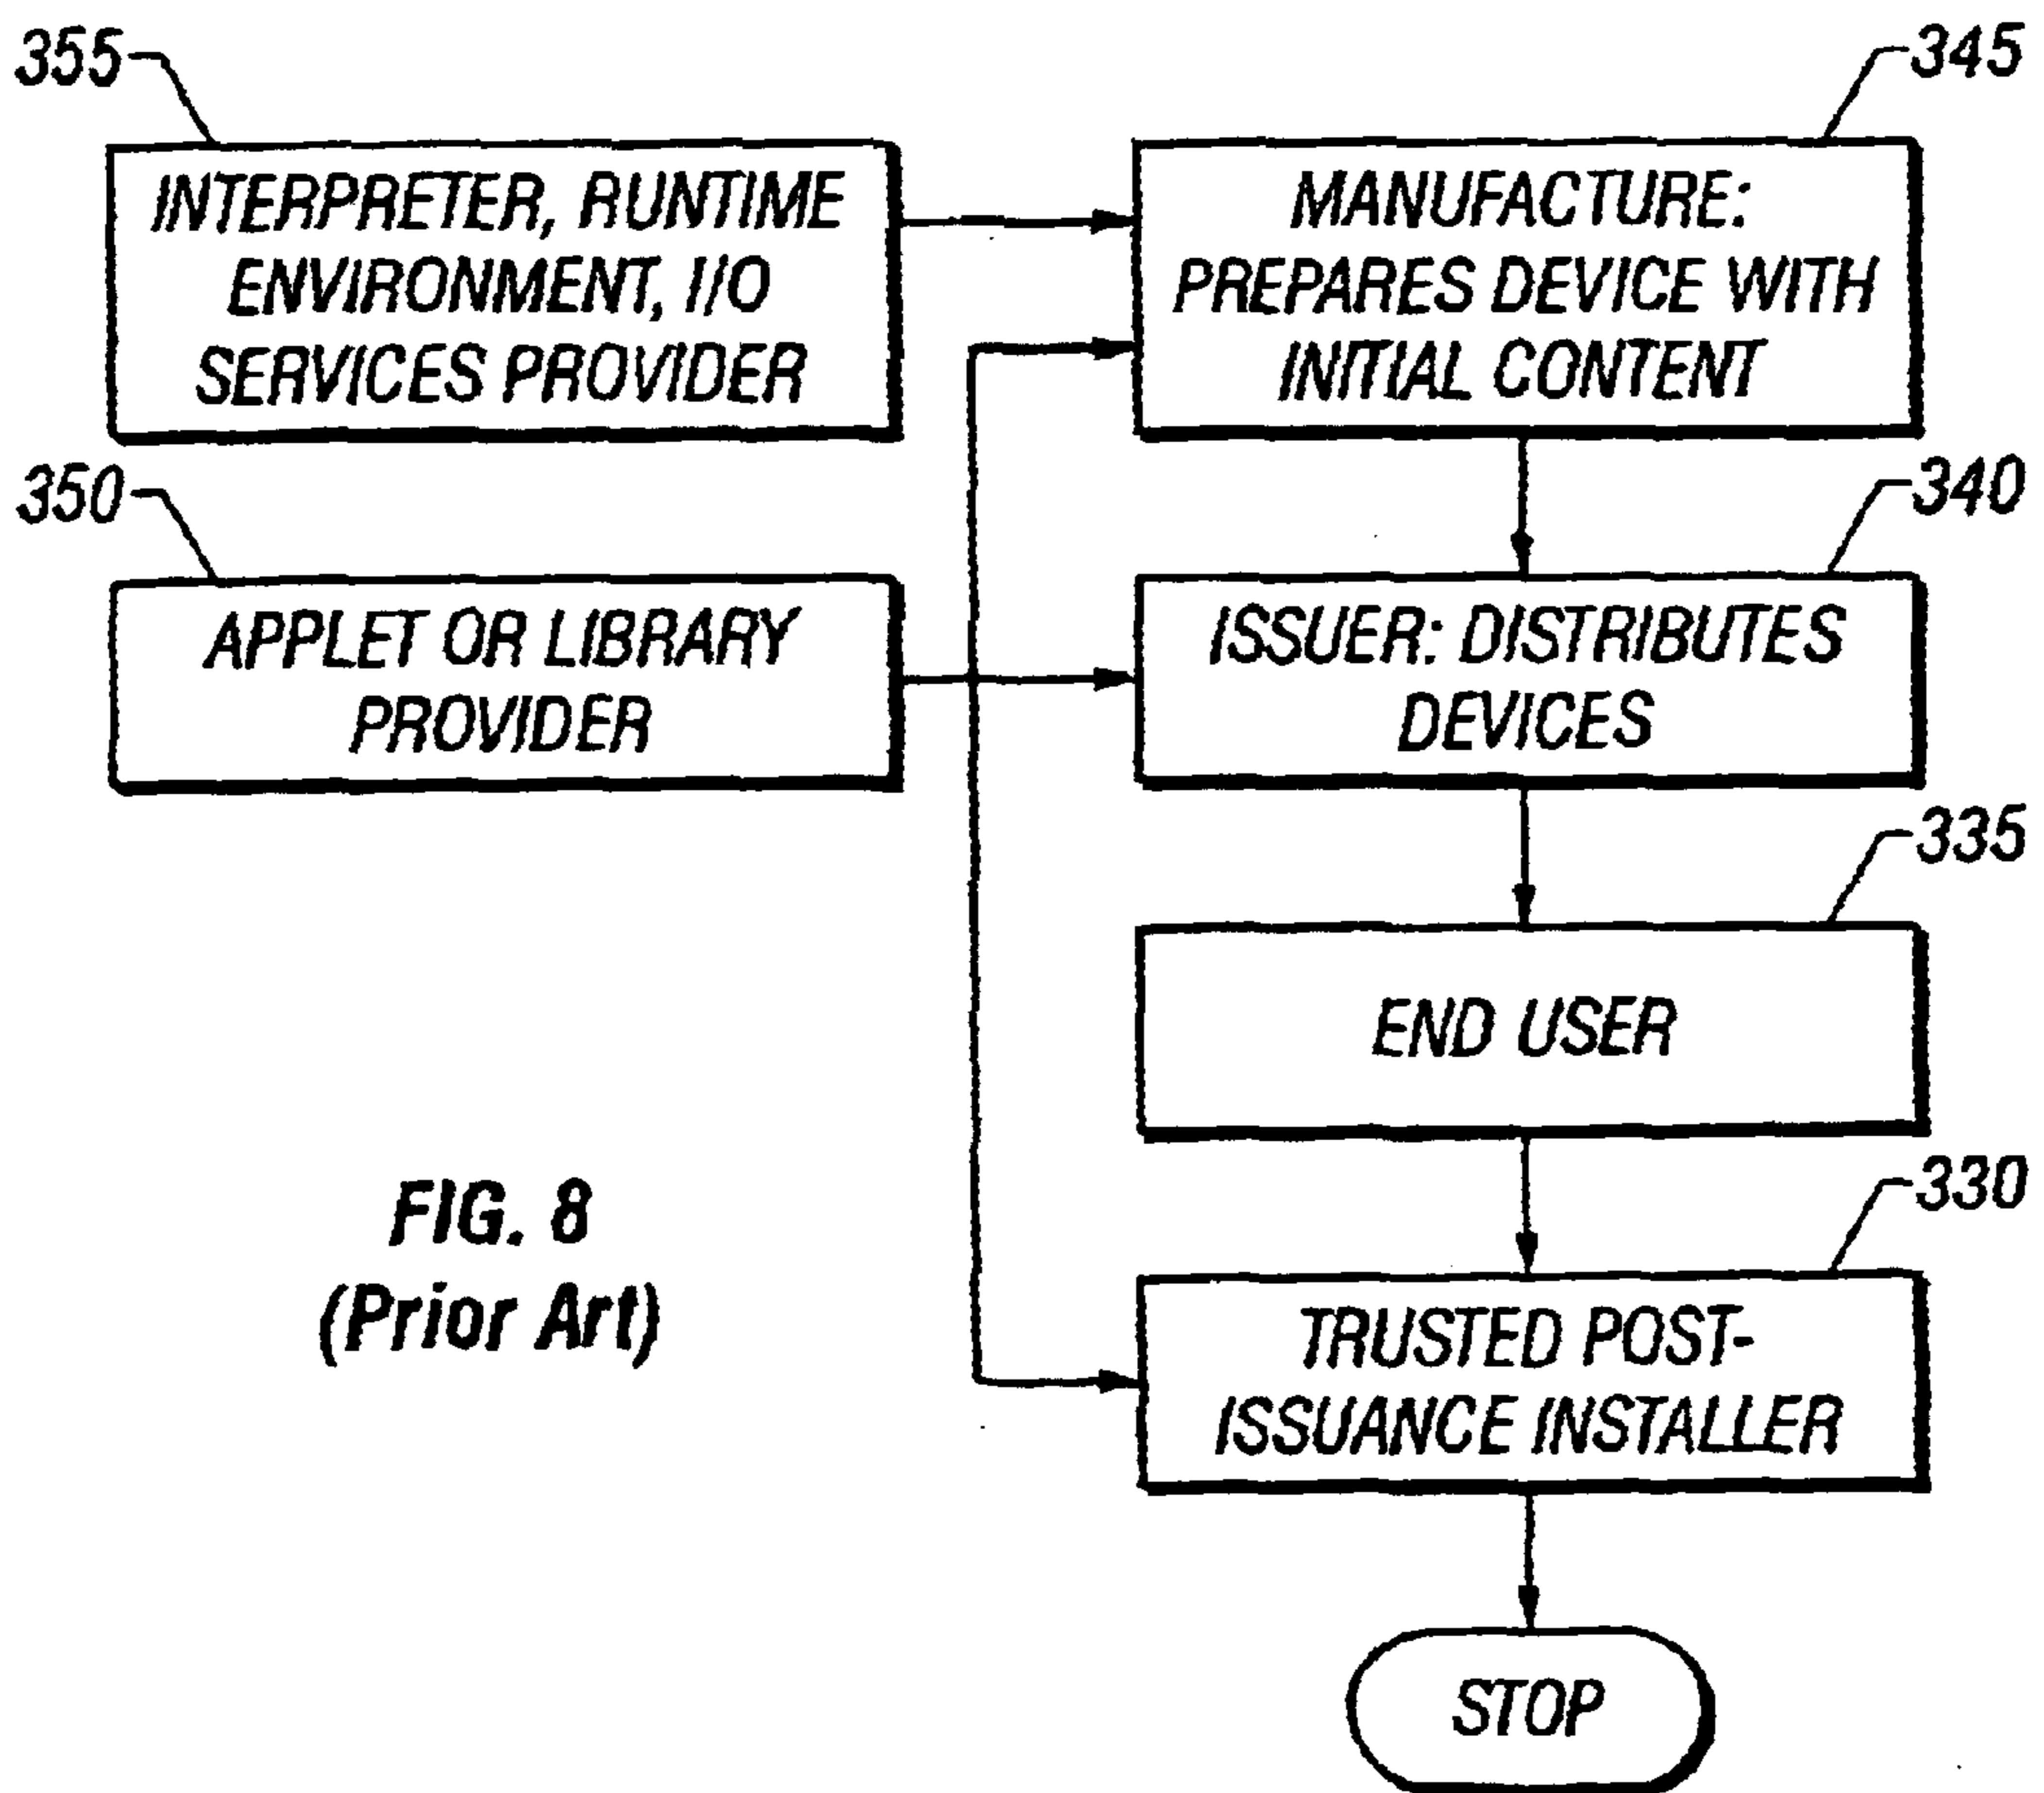 355
INTERPRETER, RUNTIME
ENVIRONMENT, I/O
SERVICES PROVIDER
345
MANUFACTURE:
PREPARES DEVICE WITH
INITIAL CONTENT
350
APPLET OR LIBRARY
PROVIDER
340
ISSUER: DISTRIBUTES
DEVICES
335
END USER
330
TRUSTED POST-
ISSUANCE INSTALLER
STOP
FIG. 8
(Prior Art)